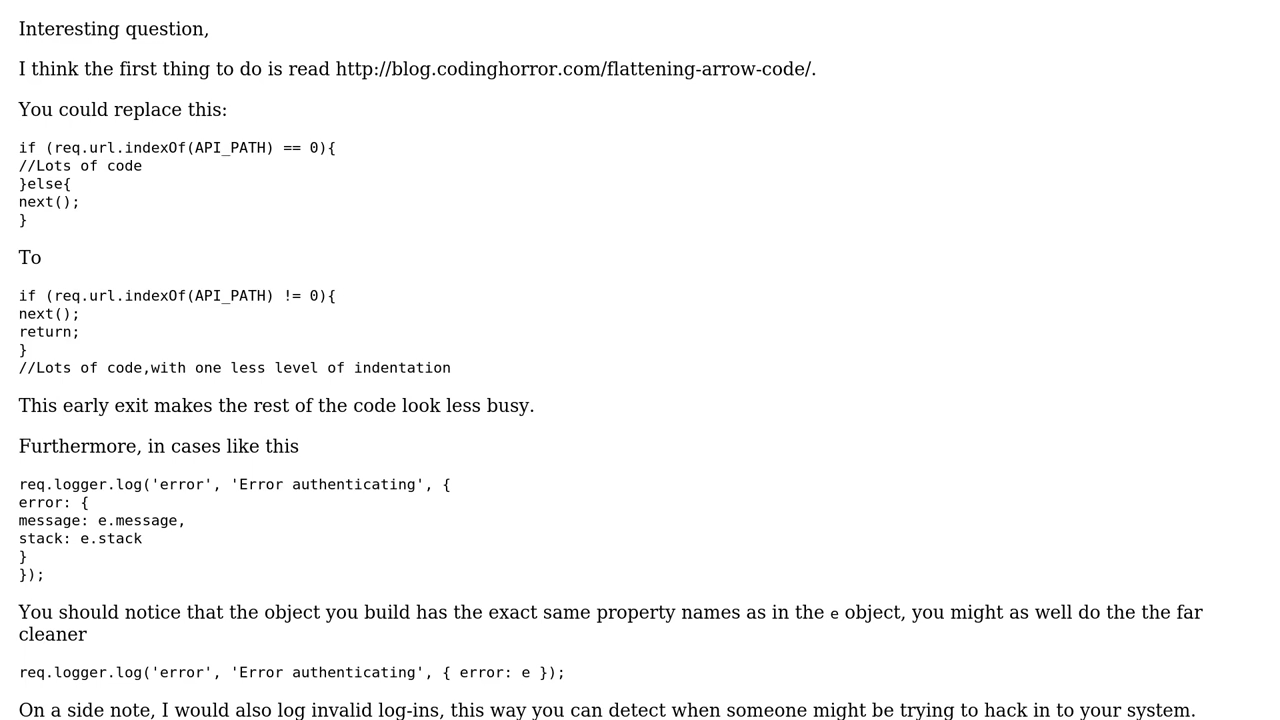 Interesting question,
I think the first thing to do is read http://blog.codinghorror.com/flattening-arrow-code/.
You could replace this:
if (req.url.indexOf(API_PATH) == 0){
//Lots of code
}else{
next();
}
To
if (req.url.indexOf(API_PATH) != 0){
next();
return;
}
//Lots of code,with one less level of indentation
This early exit makes the rest of the code look less busy.
Furthermore, in cases like this
req.logger.log('error', 'Error authenticating', {
error: {
message: e.message,
stack: e.stack
}
});
You should notice that the object you build has the exact same property names as in the e object, you might as well do the the far
cleaner
req.logger.log('error', 'Error authenticating', { error: e });
On a side note, I would also log invalid log-ins, this way you can detect when someone might be trying to hack in to your system.